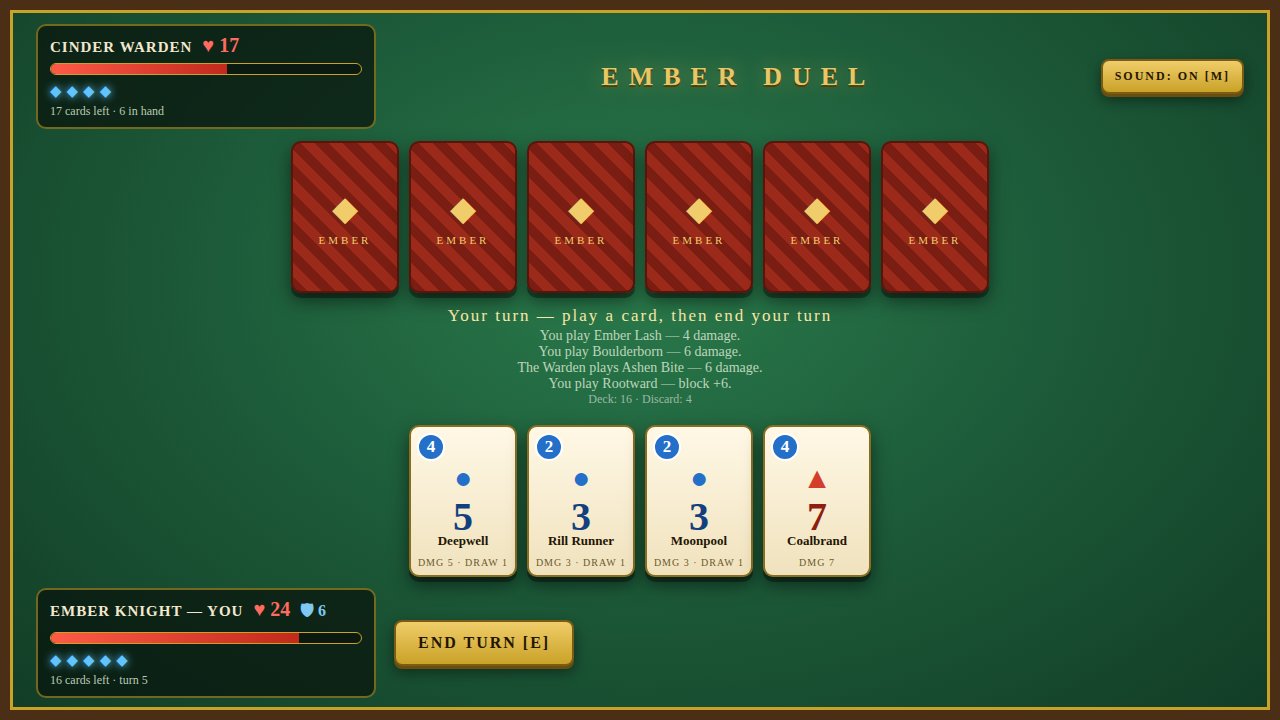 CINDER WARDEN ♥ 17
17 cards left · 6 in hand
EMBER DUEL
SOUND: ON [M]
EMBER
EMBER
EMBER
EMBER
EMBER
EMBER
Your turn — play a card, then end your turn
You play Ember Lash — 4 damage.
You play Boulderborn — 6 damage.
The Warden plays Ashen Bite — 6 damage.
You play Rootward — block +6.
Deck: 16 · Discard: 4
4
5
Deepwell
DMG 5 · DRAW 1
2
3
Rill Runner
DMG 3 · DRAW 1
2
3
Moonpool
DMG 3 · DRAW 1
4
7
Coalbrand
DMG 7
EMBER KNIGHT — YOU ♥ 24 6
16 cards left · turn 5
END TURN [E]